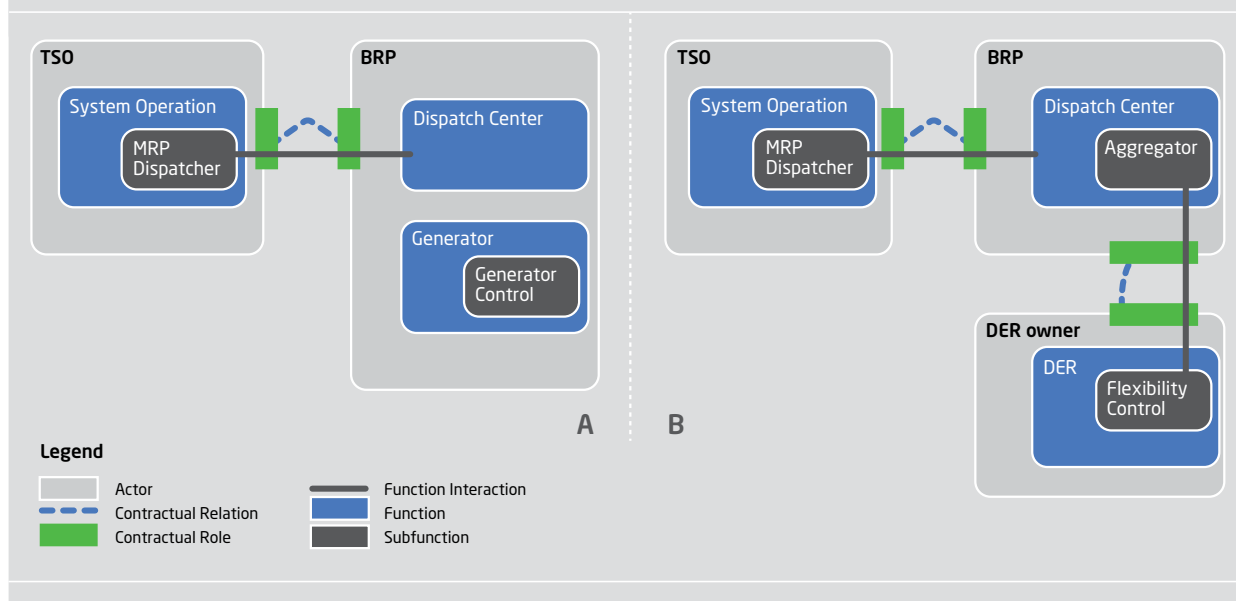 TSO
System Operation
MRP
Dispatcher
BRP
Dispatch Center
Generator
Generator
Control
A
TSO
System Operation
MRP
Dispatcher
BRP
Dispatch Center
Aggregator
DER owner
DER
Flexibility
Control
B
Legend
Actor
Contractual Relation
Contractual Role
Function Interaction
Function
Subfunction